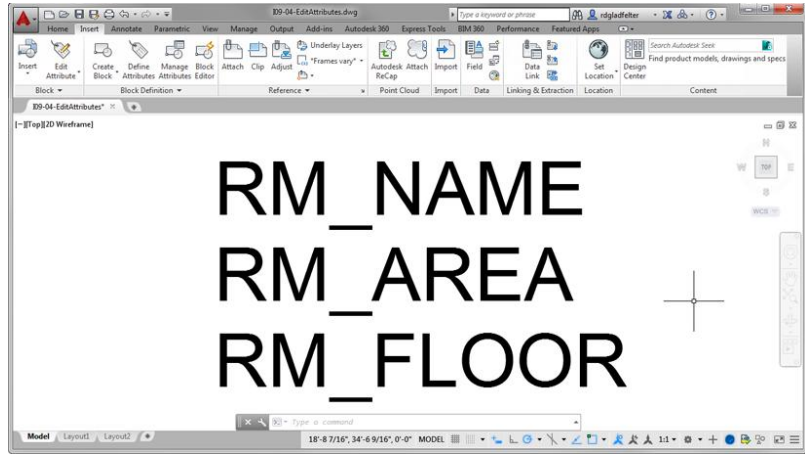 I09-04-EditAttributes.dwg
Type a keyword or phrase
rdgladfelter
Home Insert Annotate Parametric View Manage Output Add-ins Autodesk 360 Express Tools BIM 360 Performance Featured Apps
Underlay Layers
*Frames vary*
Insert
Edit
Attribute
Create
Block
Define
Attributes
Manage
Attributes
Block
Editor
Attach
Clip
Adjust
Autodesk
ReCap
Attach
Import
Field
Data
Link
Set
Location
Design
Center
Search Autodesk Seek
Find product models, drawings and specs
Block
Block Definition
Reference
Point Cloud
Import
Data
Linking & Extraction
Location
Content
I09-04-EditAttributes*
[−][Top][2D Wireframe]
N
W TOP E
S
WCS
RM_NAME
RM_AREA
RM_FLOOR
Type a command
Model Layout1 Layout2
18'-8 7/16", 34'-6 9/16", 0'-0" MODEL 1:1